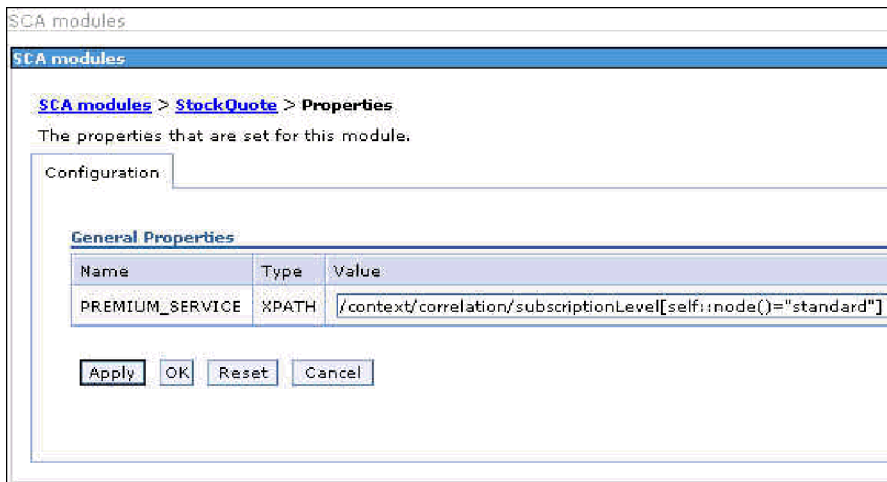 SCA modules
SCA modules
SCA modules > StockQuote > Properties
The properties that are set for this module.
Configuration
General Properties
Name Type Value
PREMIUM_SERVICE XPATH /context/correlation/subscriptionLevel[self::node()="standard"]
Apply OK Reset Cancel